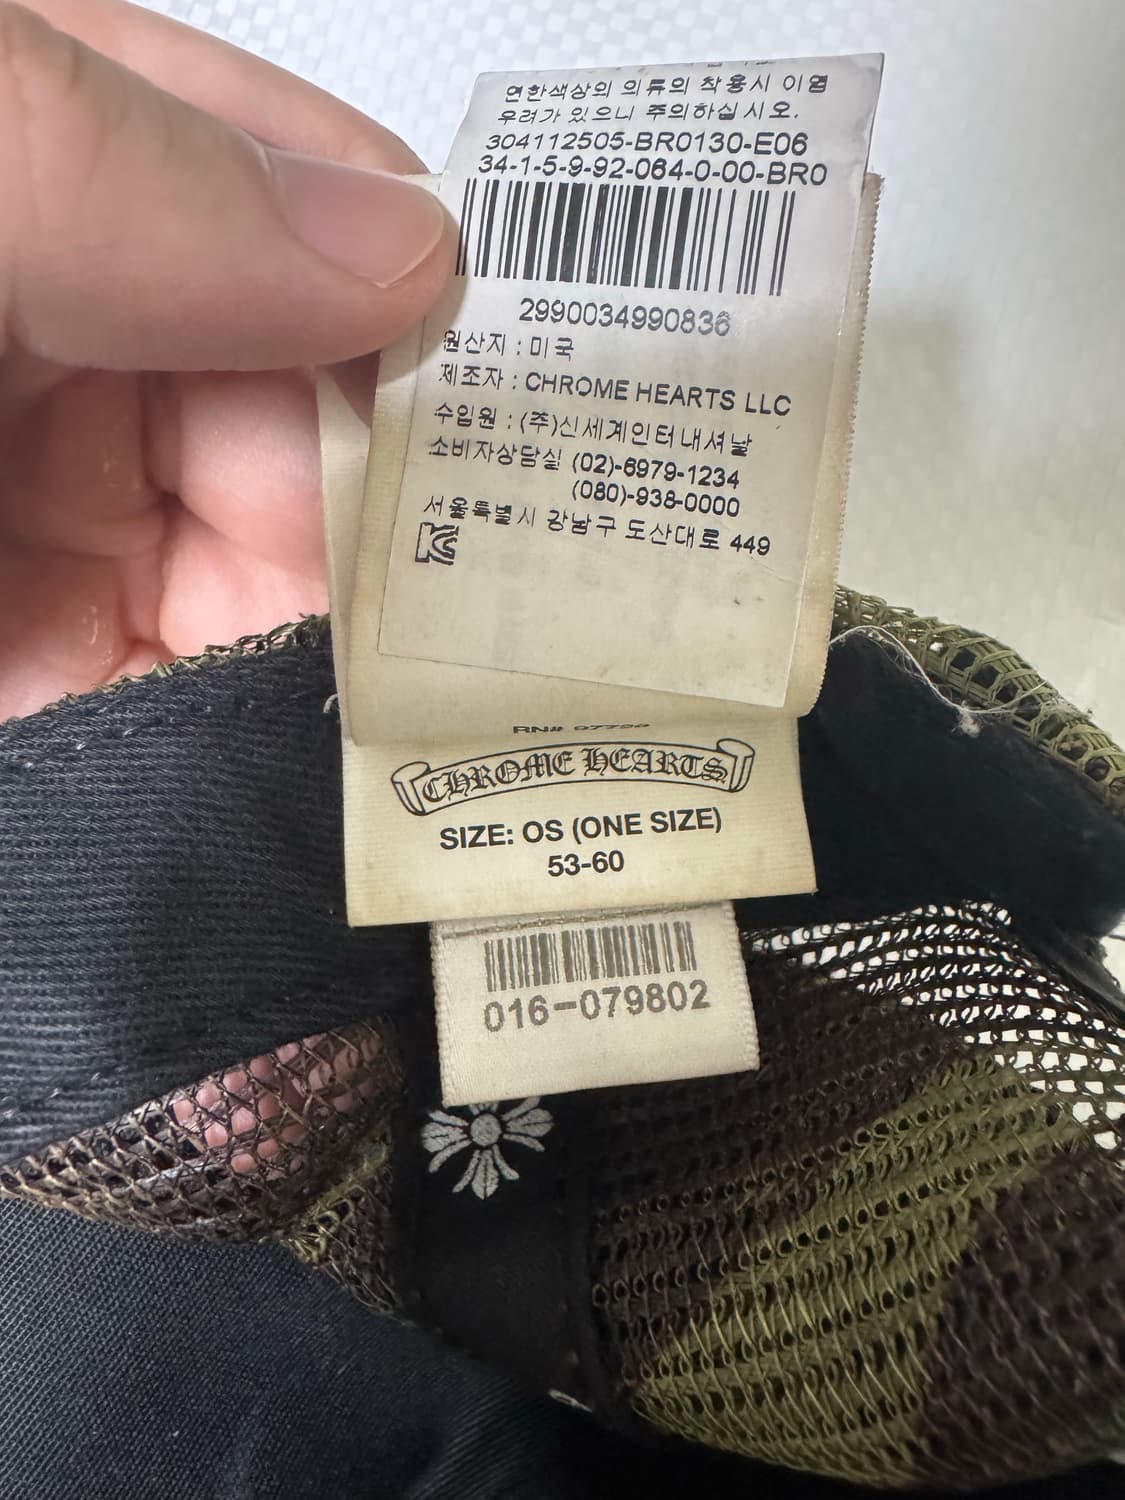 연한색상의 의류의 착용시 이염
우려가 있으니 주의하십시오.
304112505-BR0130-E06
34-1-5-9-92-064-0-00-BR0
2990034990836
원산지 : 미국
제조자 : CHROME HEARTS LLC
수입원 : (주)신세계인터내셔날
소비자상담실 (02)-6979-1234
(080)-938-0000
서울특별시 강남구 도산대로 449
RN#
CHROME HEARTS
SIZE: OS (ONE SIZE)
53-60
016-079802